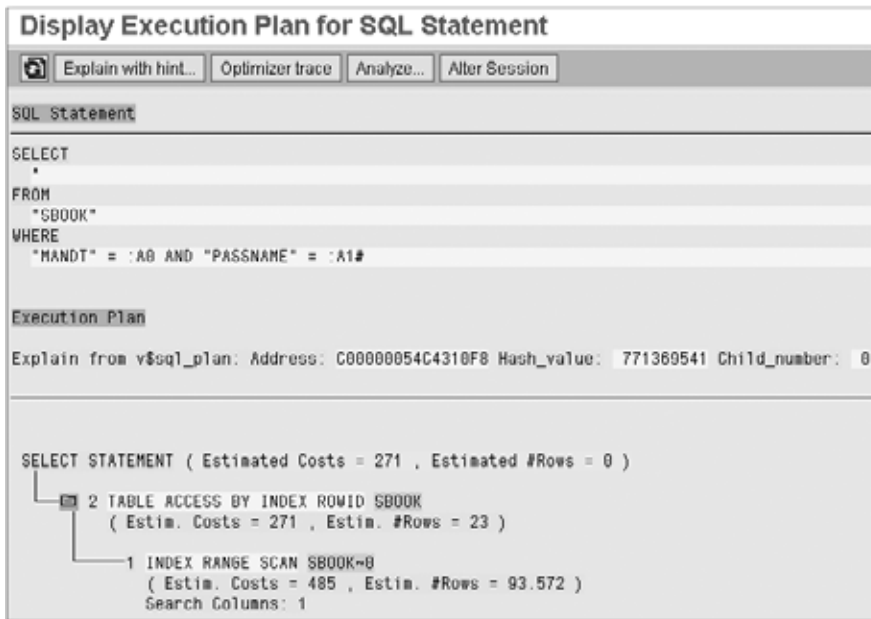 Display Execution Plan for SQL Statement
Explain with hint... Optimizer trace Analyze... Alter Session
SQL Statement
SELECT
*
FROM
"SBOOK"
WHERE
"MANDT" = :A0 AND "PASSNAME" = :A1#
Execution Plan
Explain from v$sql_plan: Address: C00000054C4310F8 Hash_value: 771369541 Child_number: 0
SELECT STATEMENT ( Estimated Costs = 271 , Estimated #Rows = 0 )
2 TABLE ACCESS BY INDEX ROWID SBOOK
( Estim. Costs = 271 , Estim. #Rows = 23 )
1 INDEX RANGE SCAN SBOOK~0
( Estim. Costs = 485 , Estim. #Rows = 93.572 )
Search Columns: 1